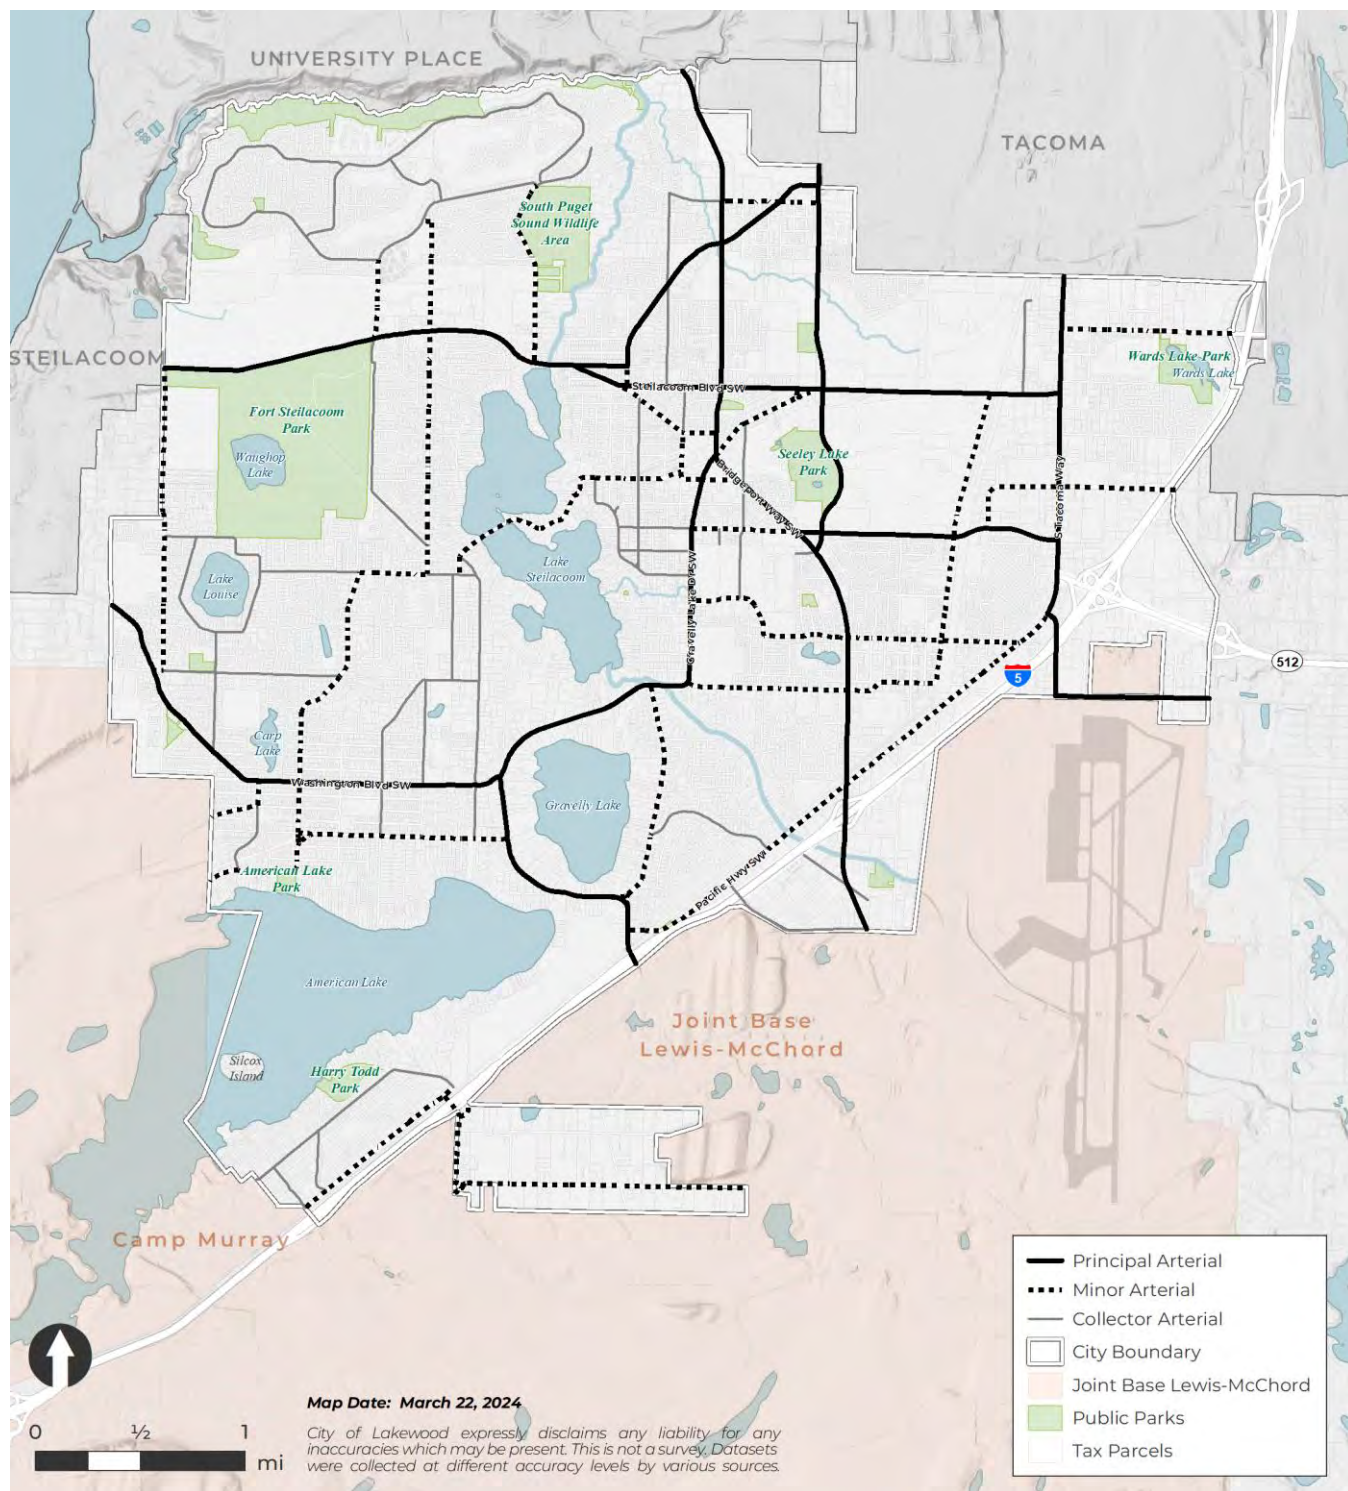 UNIVERSITY PLACE
TACOMA
South Puget
Sound Wildlife
Area
STEILACOOM
Wards Lake Park
Wards Lake
Steilacoom Blvd SW
Fort Steilacoom
Park
Waughop
Lake
Seeley Lake
Park
Bridgeport Way SW
S Tacoma Way
Lake
Steilacoom
Lake
Louise
Gravelly Lake Dr SW
512
5
Carp
Lake
Washington Blvd SW
Gravelly Lake
American Lake
Park
Pacific Hwy SW
American Lake
Joint Base
Lewis-McChord
Silcox
Island
Harry Todd
Park
Camp Murray
Principal Arterial
Minor Arterial
Collector Arterial
City Boundary
Joint Base Lewis-McChord
Public Parks
Tax Parcels
Map Date: March 22, 2024
City of Lakewood expressly disclaims any liability for any
inaccuracies which may be present. This is not a survey. Datasets
were collected at different accuracy levels by various sources.
0 ½ 1
mi